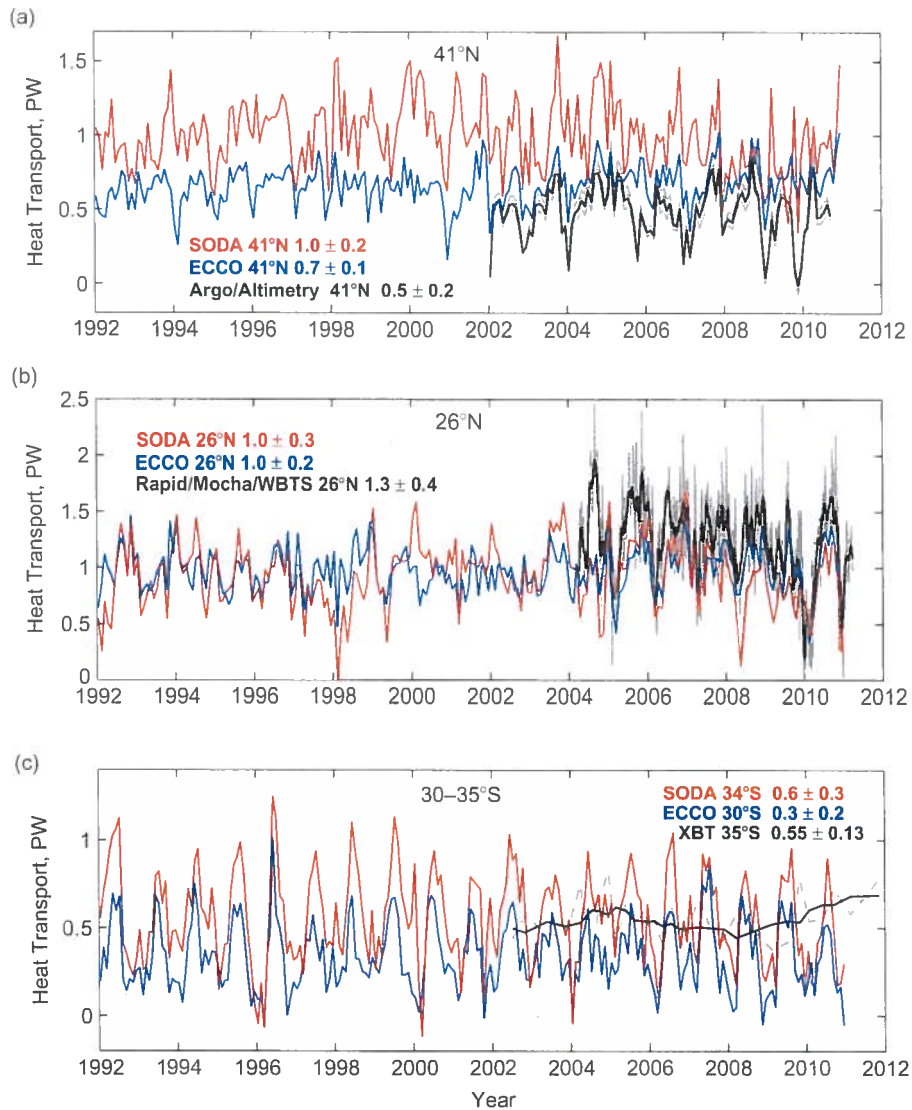 (a)
41°N
Heat Transport, PW
1.5
1
0.5
0
SODA 41°N 1.0 ± 0.2
ECCO 41°N 0.7 ± 0.1
Argo/Altimetry 41°N 0.5 ± 0.2
1992 1994 1996 1998 2000 2002 2004 2006 2008 2010 2012
(b)
26°N
Heat Transport, PW
2.5
2
1.5
1
0.5
0
SODA 26°N 1.0 ± 0.3
ECCO 26°N 1.0 ± 0.2
Rapid/Mocha/WBTS 26°N 1.3 ± 0.4
1992 1994 1996 1998 2000 2002 2004 2006 2008 2010 2012
(c)
30–35°S
Heat Transport, PW
1
0.5
0
SODA 34°S 0.6 ± 0.3
ECCO 30°S 0.3 ± 0.2
XBT 35°S 0.55 ± 0.13
1992 1994 1996 1998 2000 2002 2004 2006 2008 2010 2012
Year